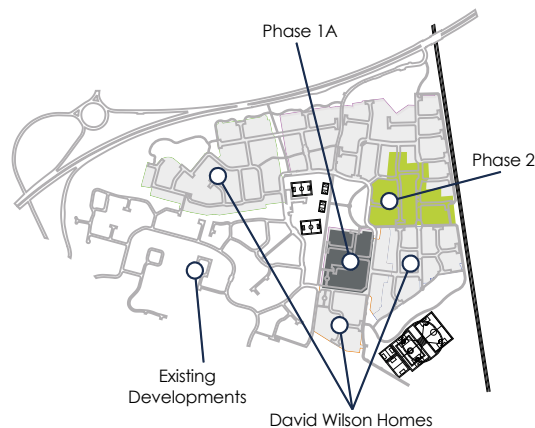 Phase 1A
Phase 2
Existing
Developments
David Wilson Homes